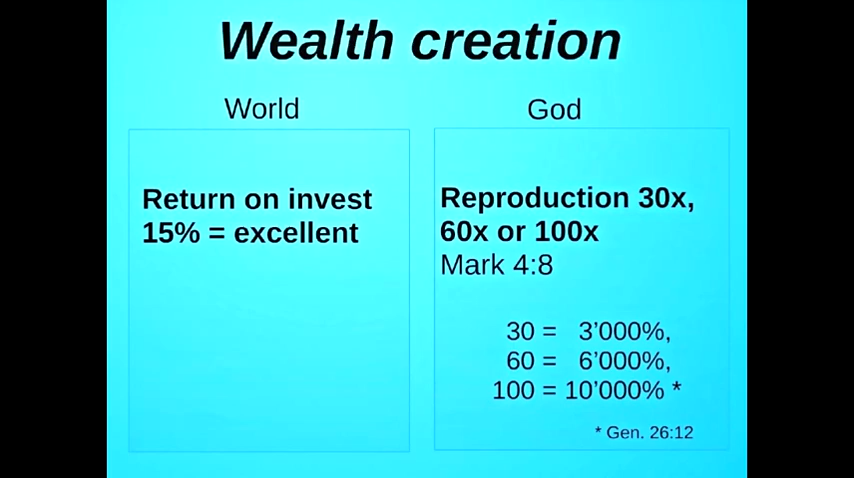 Wealth creation
World
God
Return on invest
15% = excellent
Reproduction 30x,
60x or 100x
Mark 4:8
30 = 3’000%,
60 = 6’000%,
100 = 10’000% *
* Gen. 26:12